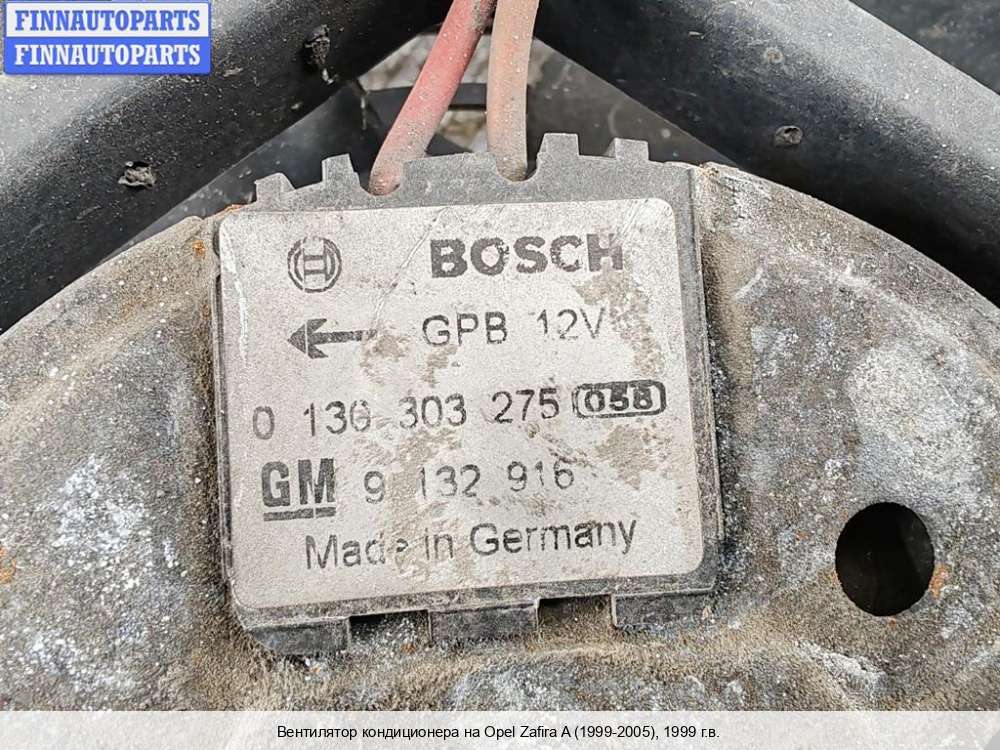 FINNAUTOPARTS
FINNAUTOPARTS
BOSCH
GPB 12V
0 130 303 275 058
GM 9 132 916
Made in Germany
Вентилятор кондиционера на Opel Zafira A (1999-2005), 1999 г.в.